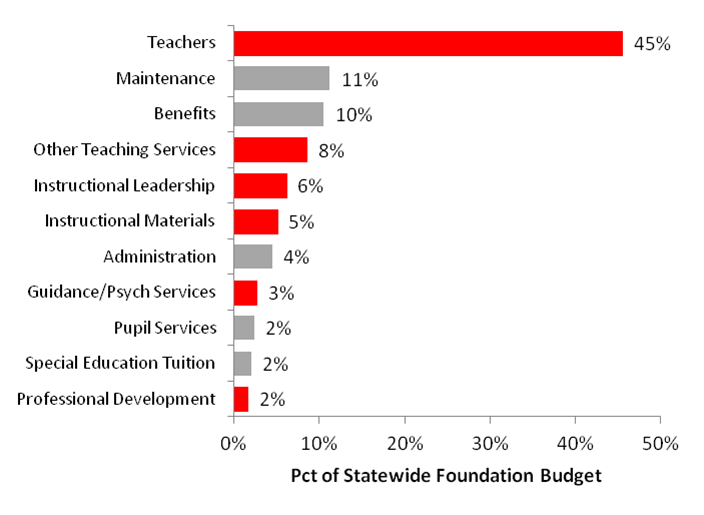 Teachers 45%
Maintenance 11%
Benefits 10%
Other Teaching Services 8%
Instructional Leadership 6%
Instructional Materials 5%
Administration 4%
Guidance/Psych Services 3%
Pupil Services 2%
Special Education Tuition 2%
Professional Development 2%
0% 10% 20% 30% 40% 50%
Pct of Statewide Foundation Budget